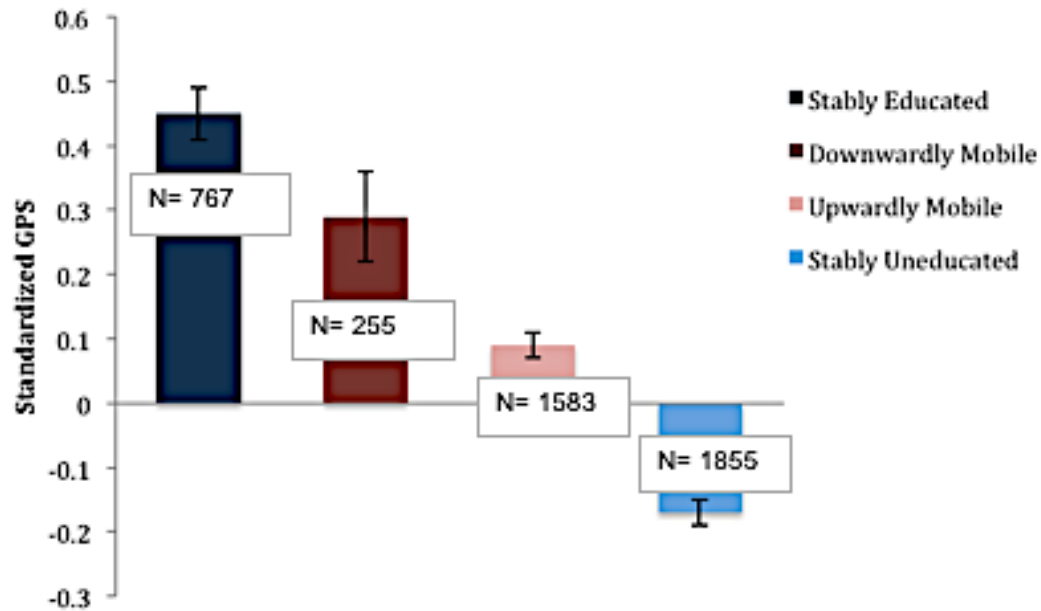 Standardized GPS
0.6
0.5
0.4
0.3
0.2
0.1
0
-0.1
-0.2
-0.3
N= 767
N= 255
N= 1583
N= 1855
Stably Educated
Downwardly Mobile
Upwardly Mobile
Stably Uneducated